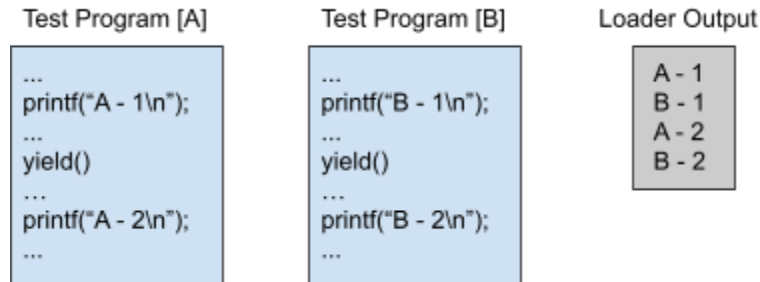 Test Program [A]
...
printf(“A - 1\n”);
...
yield()
...
printf(“A - 2\n”);
...
Test Program [B]
...
printf(“B - 1\n”);
...
yield()
...
printf(“B - 2\n”);
...
Loader Output
A - 1
B - 1
A - 2
B - 2